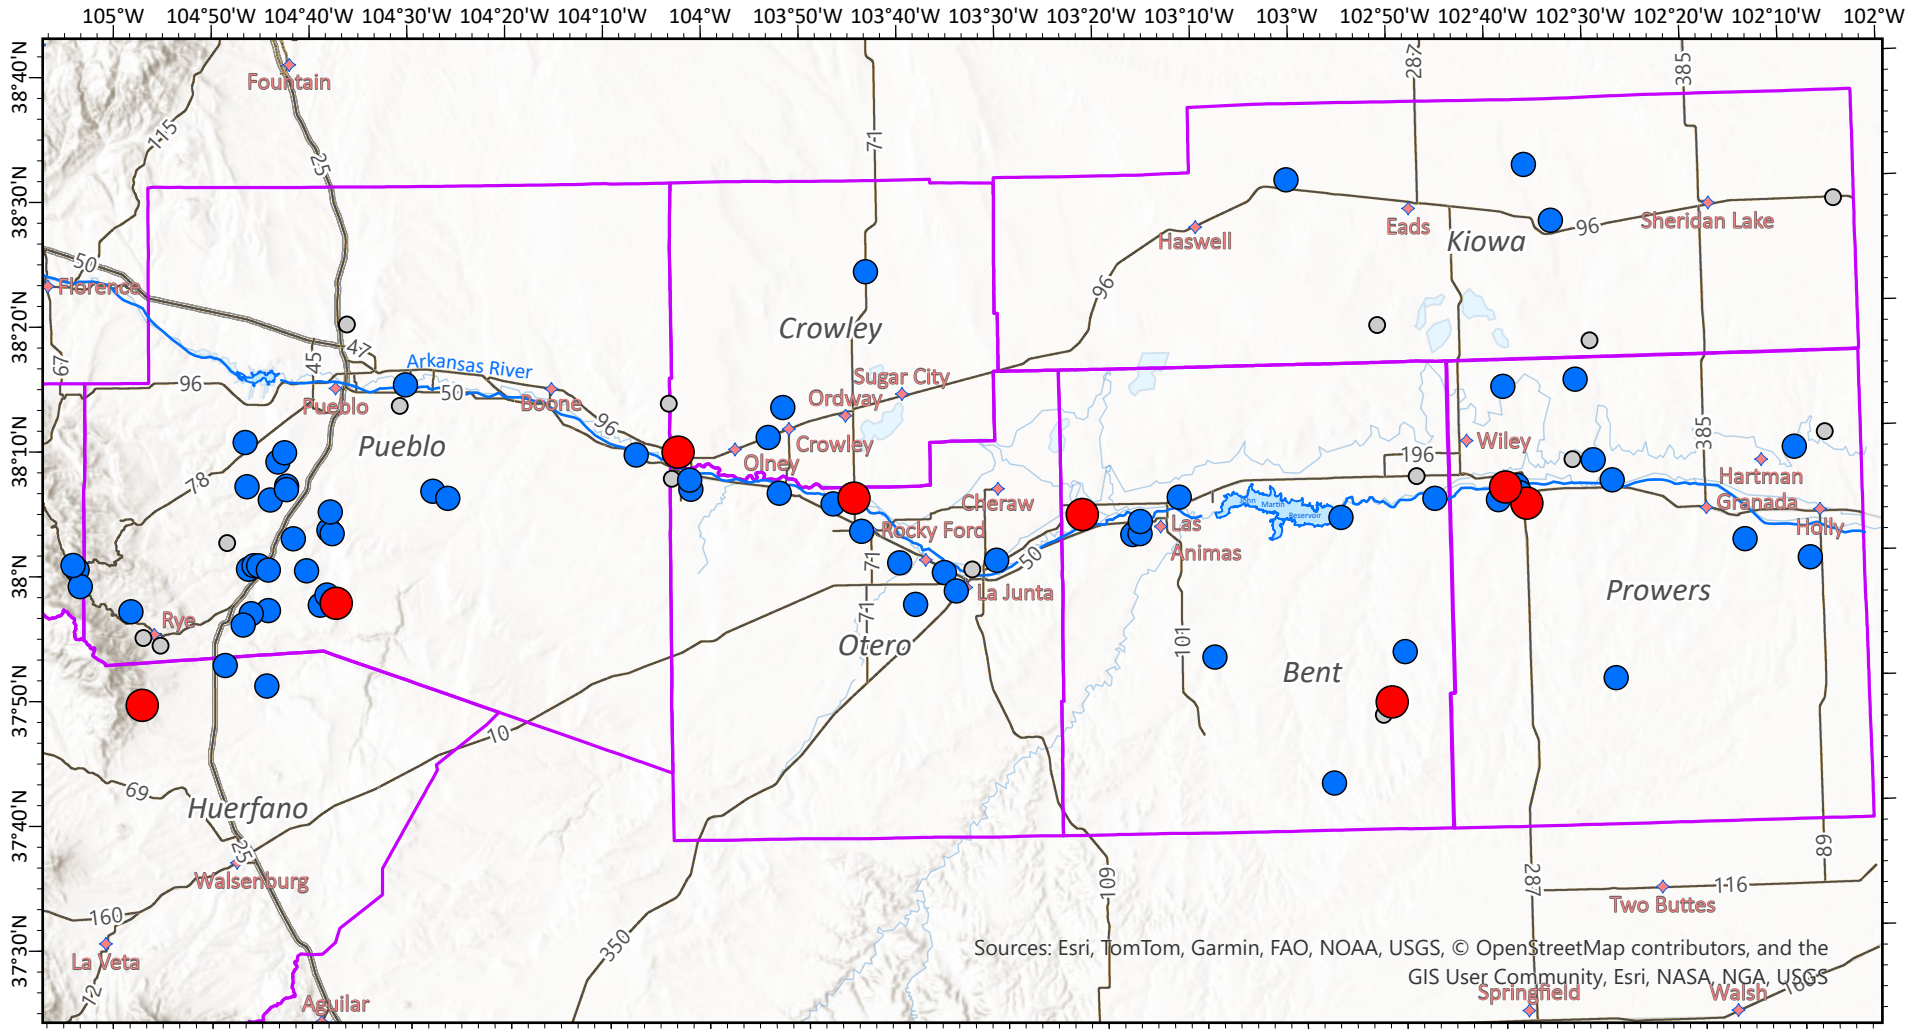 105°W 104°50'W 104°40'W 104°30'W 104°20'W 104°10'W 104°W 103°50'W 103°40'W 103°30'W 103°20'W 103°10'W 103°W 102°50'W 102°40'W 102°30'W 102°20'W 102°10'W 102°W
38°40'N
38°30'N
38°20'N
38°10'N
38°N
37°50'N
37°40'N
37°30'N
Fountain
115
25
71
287
385
50
Florence
Haswell
Eads
Kiowa
96
Sheridan Lake
96
67
96
45
47
Arkansas River
50
Pueblo
Boone
96
Pueblo
78
Crowley
Sugar City
Ordway
Crowley
Olney
Cheraw
Rocky Ford
71
71
La Junta
50
Otero
196
Wiley
385
Hartman
Granada
Holly
John
Martin
Reservoir
Las
Animas
101
Bent
Prowers
Rye
10
69
Huerfano
25
Walsenburg
160
La Veta
12
Aguilar
350
109
287
89
116
Two Buttes
Sources: Esri, TomTom, Garmin, FAO, NOAA, USGS, © OpenStreetMap contributors, and the
GIS User Community, Esri, NASA, NGA, USGS
160
Springfield
Walsh